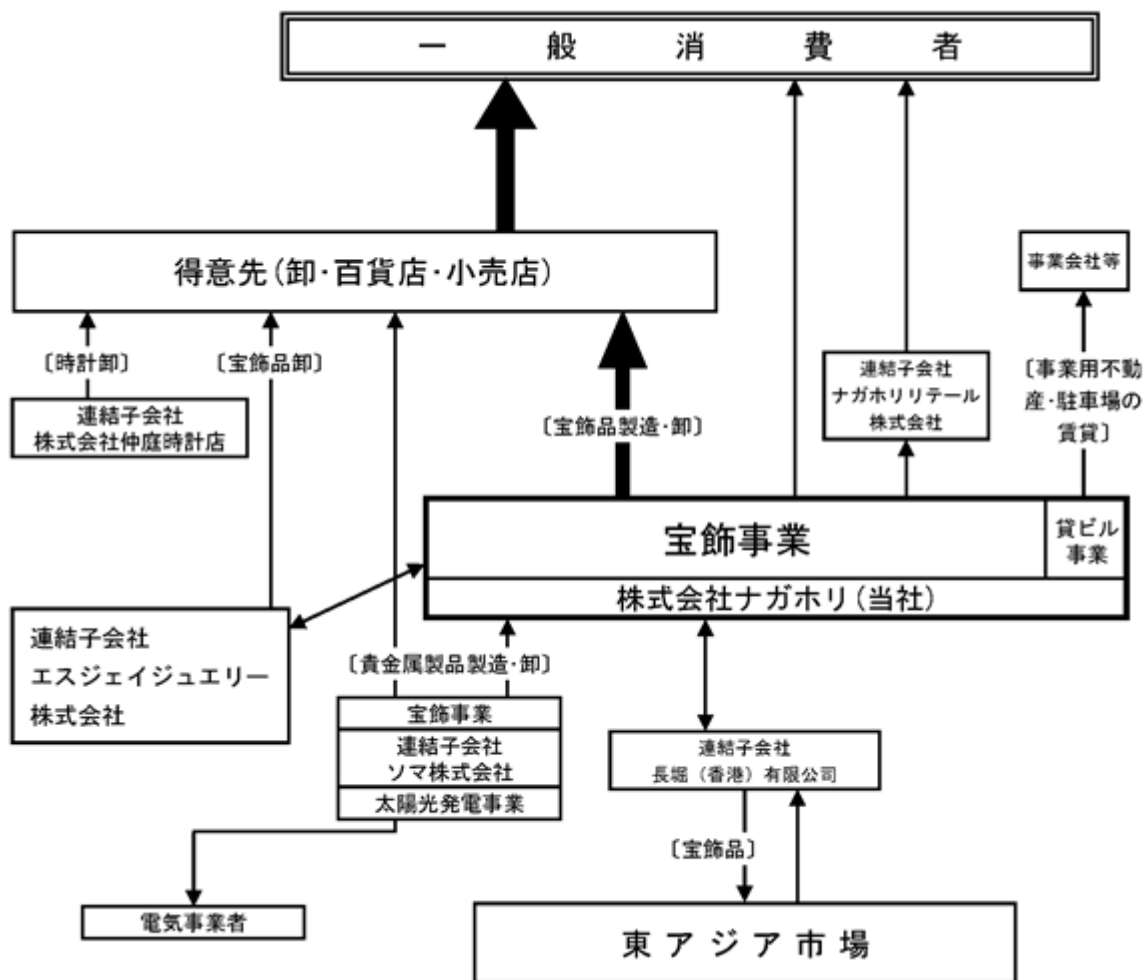 一般消費者
得意先(卸･百貨店･小売店)
事業会社等
〔時計卸〕
〔宝飾品卸〕
連結子会社
株式会社仲庭時計店
〔宝飾品製造･卸〕
連結子会社
ナガホリリテール
株式会社
〔事業用不動
産･駐車場の
賃貸〕
宝飾事業
貸ビル
事業
株式会社ナガホリ(当社)
連結子会社
エスジェイジュエリー
株式会社
〔貴金属製品製造･卸〕
宝飾事業
連結子会社
ソマ株式会社
太陽光発電事業
連結子会社
長堀（香港）有限公司
〔宝飾品〕
電気事業者
東アジア市場